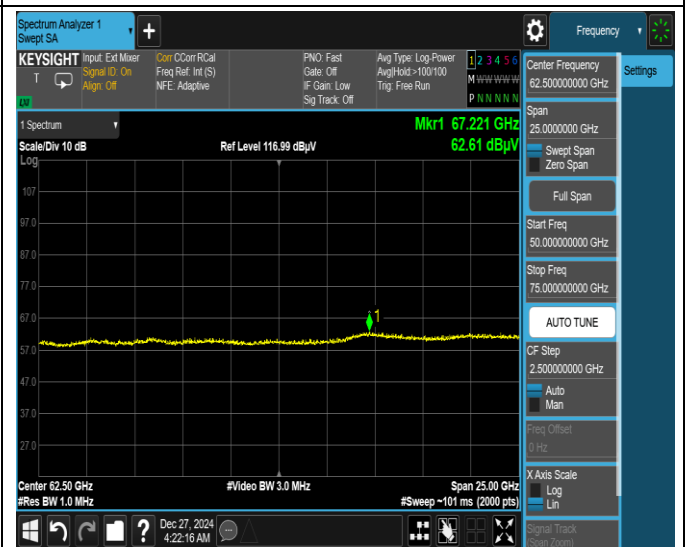 Spectrum Analyzer 1
Swept SA
+
Frequency
KEYSIGHT
Input: Ext Mixer
Signal ID: On
Align: Off
Corr CCorr RCal
Freq Ref: Int (S)
NFE: Adaptive
PNO: Fast
Gate: Off
IF Gain: Low
Sig Track: Off
Avg Type: Log-Power
Avg|Hold:>100/100
Trig: Free Run
1 2 3 4 5 6
M W W W W W
P N N N N N
T
LXI
1 Spectrum
Scale/Div 10 dB
Log
Ref Level 116.99 dBµV
Mkr1 67.221 GHz
62.61 dBµV
107
97.0
87.0
77.0
67.0
57.0
47.0
37.0
27.0
1
Center 62.50 GHz
#Res BW 1.0 MHz
#Video BW 3.0 MHz
Span 25.00 GHz
#Sweep ~101 ms (2000 pts)
?
Dec 27, 2024
4:22:16 AM
Center Frequency
62.500000000 GHz
Settings
Span
25.0000000 GHz
Swept Span
Zero Span
Full Span
Start Freq
50.000000000 GHz
Stop Freq
75.000000000 GHz
AUTO TUNE
CF Step
2.500000000 GHz
Auto
Man
Freq Offset
0 Hz
X Axis Scale
Log
Lin
Signal Track
(Span Zoom)